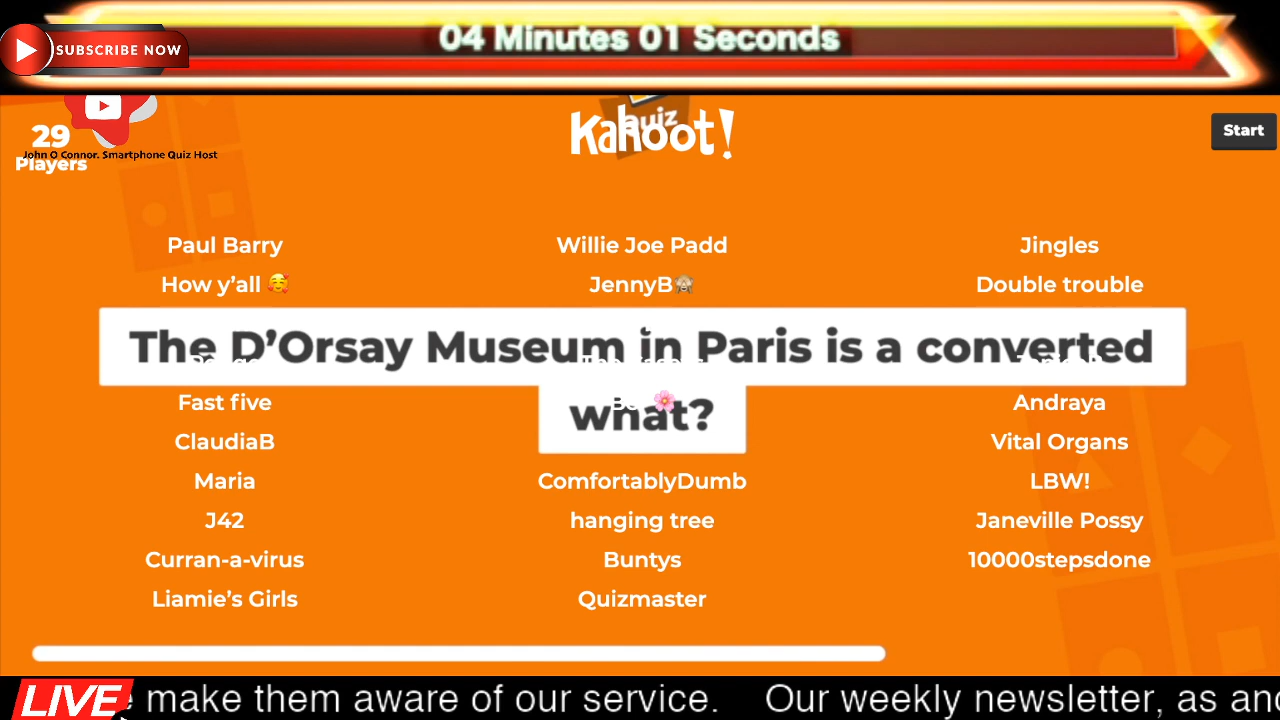 04 Minutes 01 Seconds
SUBSCRIBE NOW
Quiz
Kahoot!
Start
29
Players
John O Connor. Smartphone Quiz Host
Paul Barry Willie Joe Padd Jingles
How y'all 🥰 JennyB🙈 Double trouble
The D'Orsay Museum in Paris is a converted
what?
Fast five 🌸 Andraya
ClaudiaB Vital Organs
Maria ComfortablyDumb LBW!
J42 hanging tree Janeville Possy
Curran-a-virus Buntys 10000stepsdone
Liamie's Girls Quizmaster
LIVE
make them aware of our service. Our weekly newsletter, as